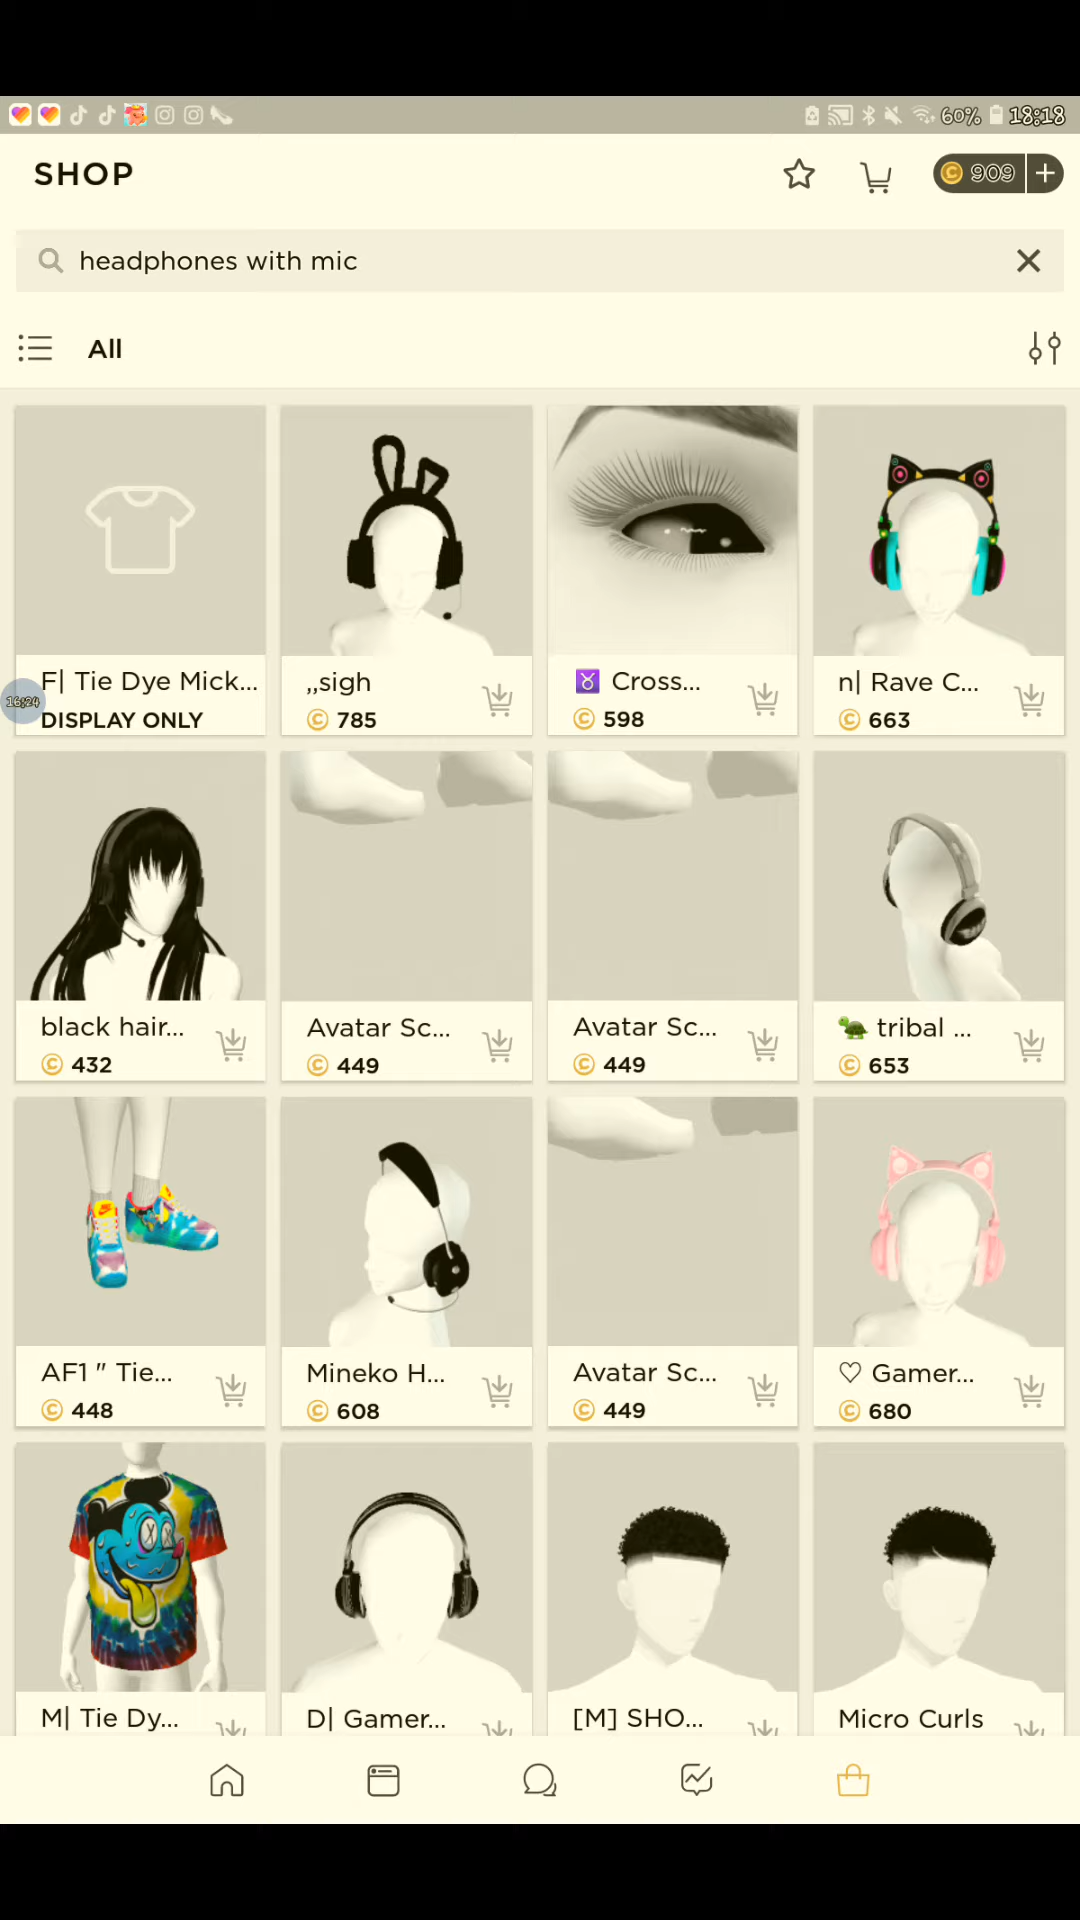 60% 18:18
SHOP
909
headphones with mic
All
F| Tie Dye Mick...
DISPLAY ONLY
,,sigh
785
♉ Cross...
598
n| Rave C...
663
16:24
black hair...
432
Avatar Sc...
449
Avatar Sc...
449
🐢 tribal ...
653
AF1 " Tie...
448
Mineko H...
608
Avatar Sc...
449
♡ Gamer...
680
M| Tie Dy...
D| Gamer...
[M] SHO...
Micro Curls